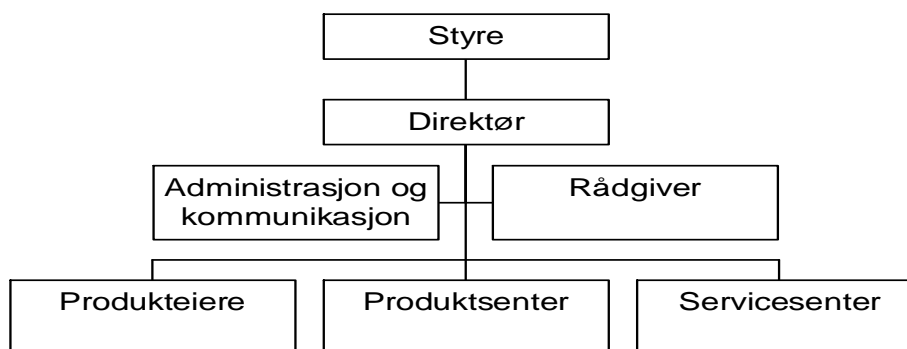 Styre
Direktør
Administrasjon og
kommunikasjon
Rådgiver
Produkteiere
Produktsenter
Servicesenter